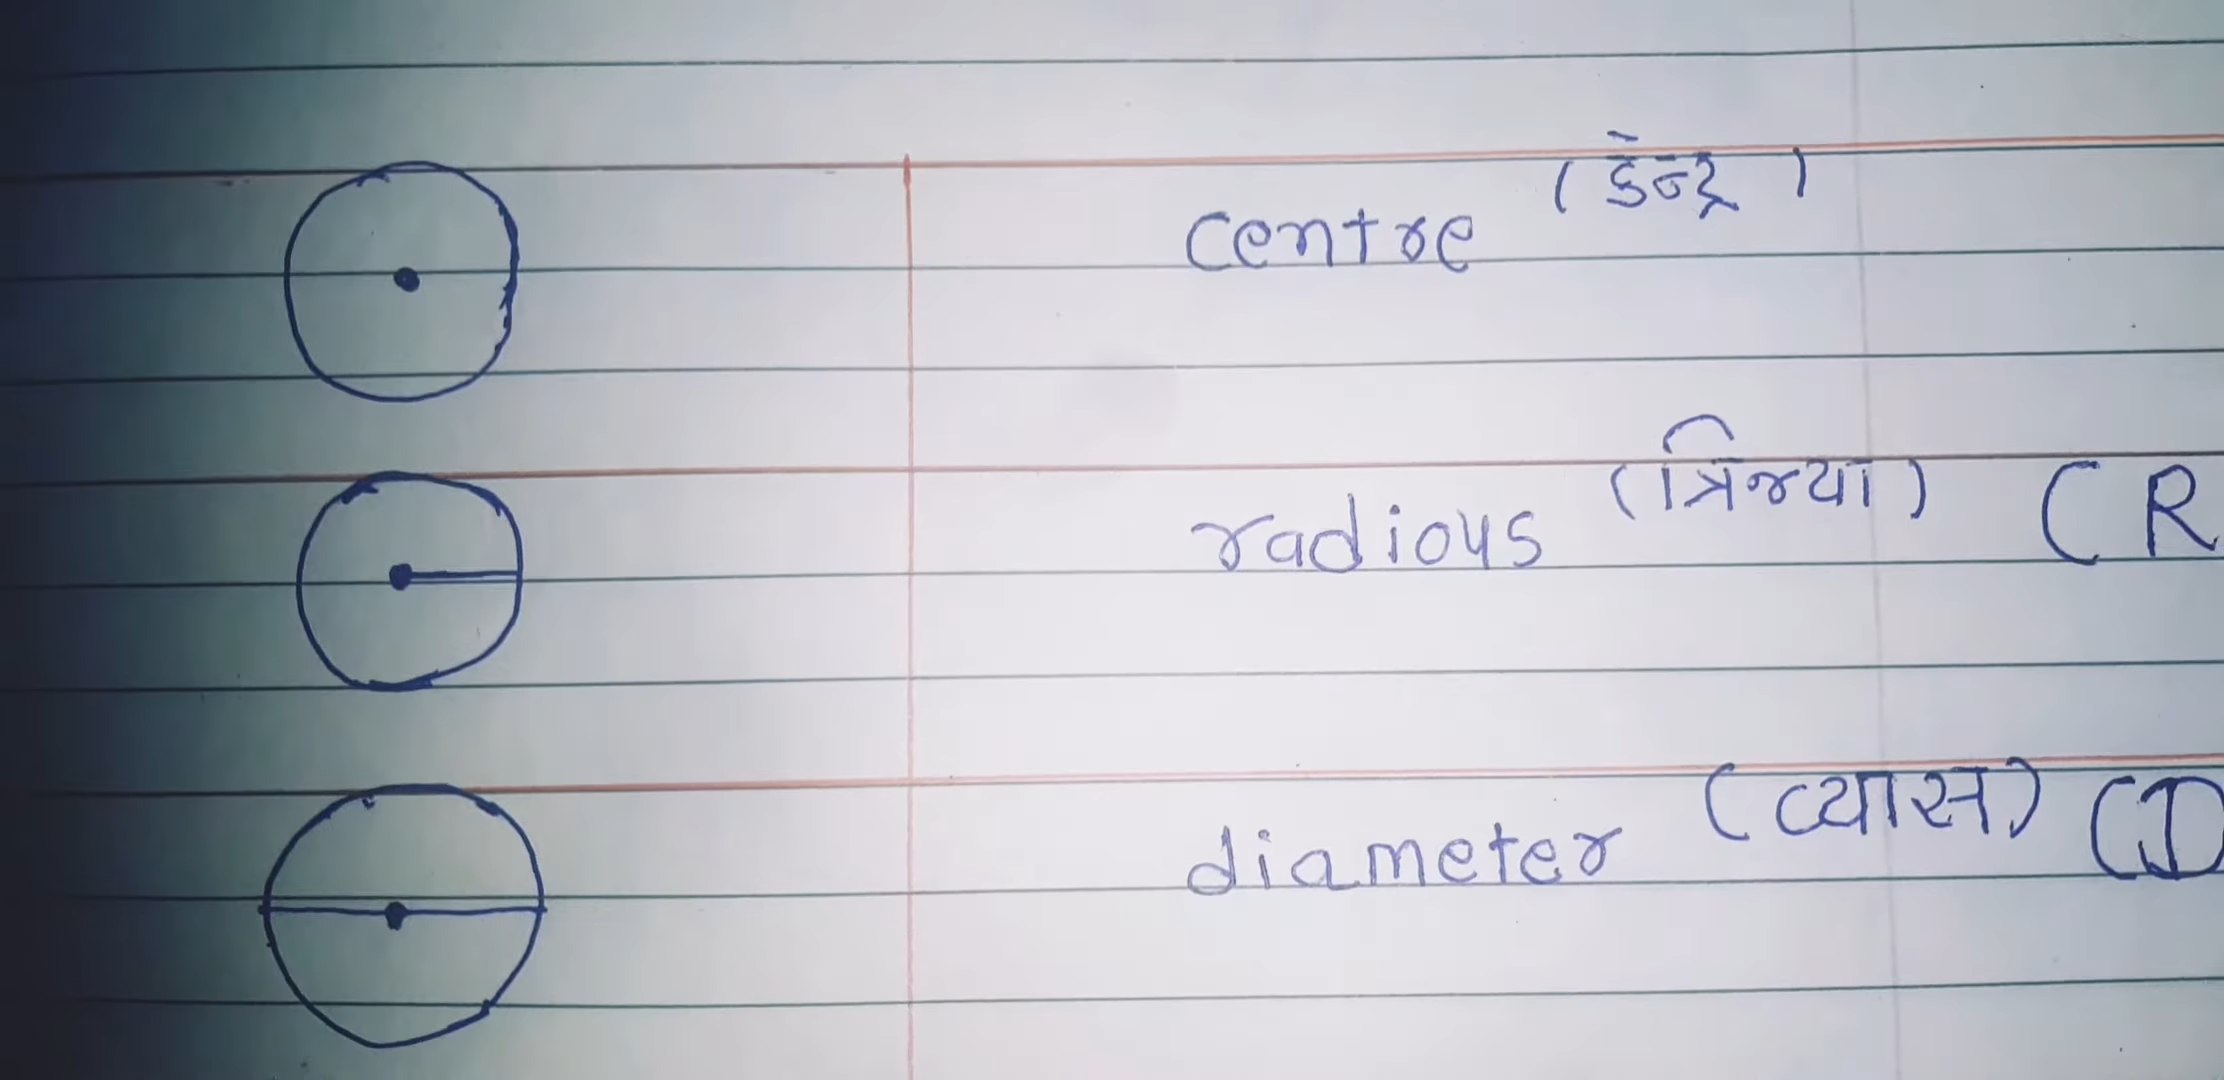 centre (केन्द्र)
radious (त्रिज्या) (R
diameter (व्यास) (D